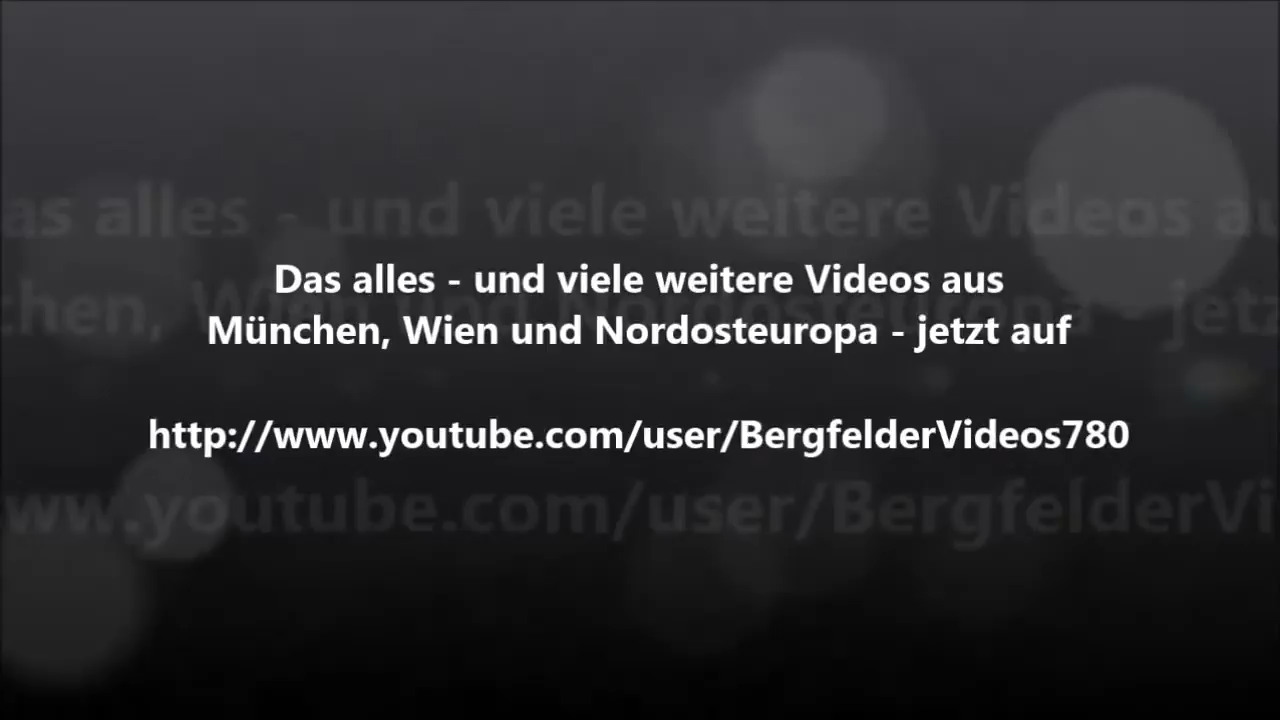 Das alles - und viele weitere Videos aus
München, Wien und Nordosteuropa - jetzt auf
http://www.youtube.com/user/BergfelderVideos780